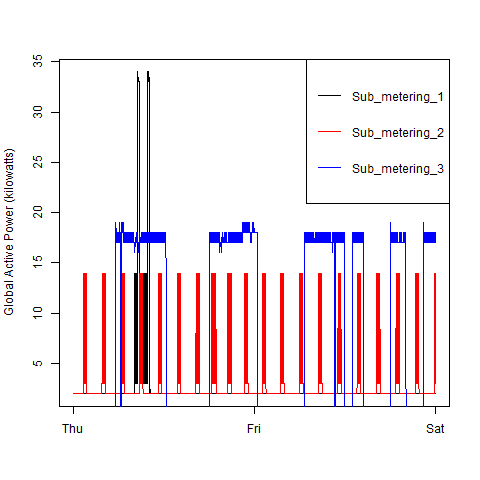 35
30
25
20
15
10
5
Global Active Power (kilowatts)
Sub_metering_1
Sub_metering_2
Sub_metering_3
Thu Fri Sat